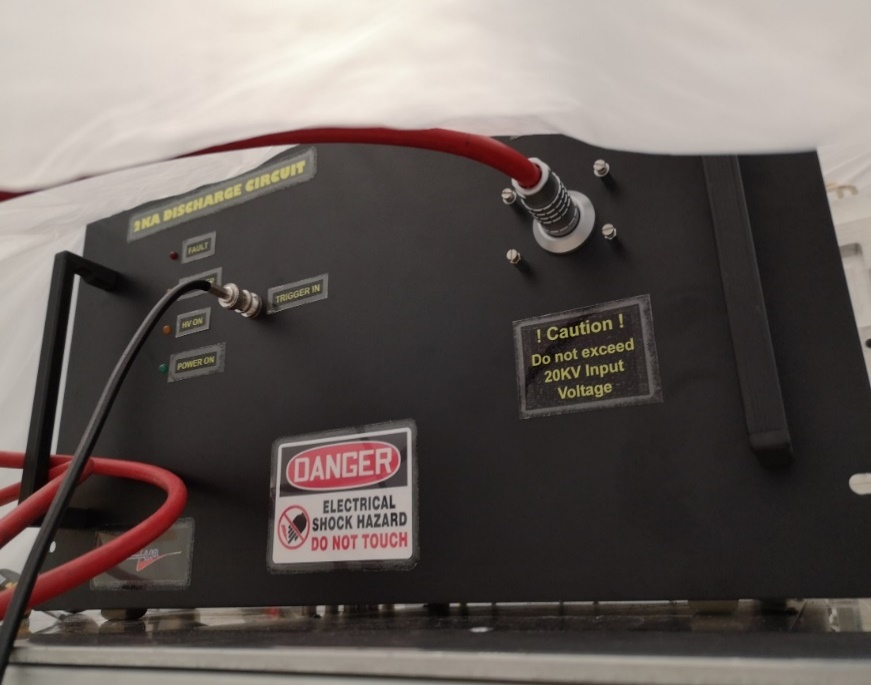 2KA DISCHARGE CIRCUIT
FAULT
TRIGGER IN
HV ON
POWER ON
! Caution !
Do not exceed
20KV Input
Voltage
DANGER
ELECTRICAL
SHOCK HAZARD
DO NOT TOUCH